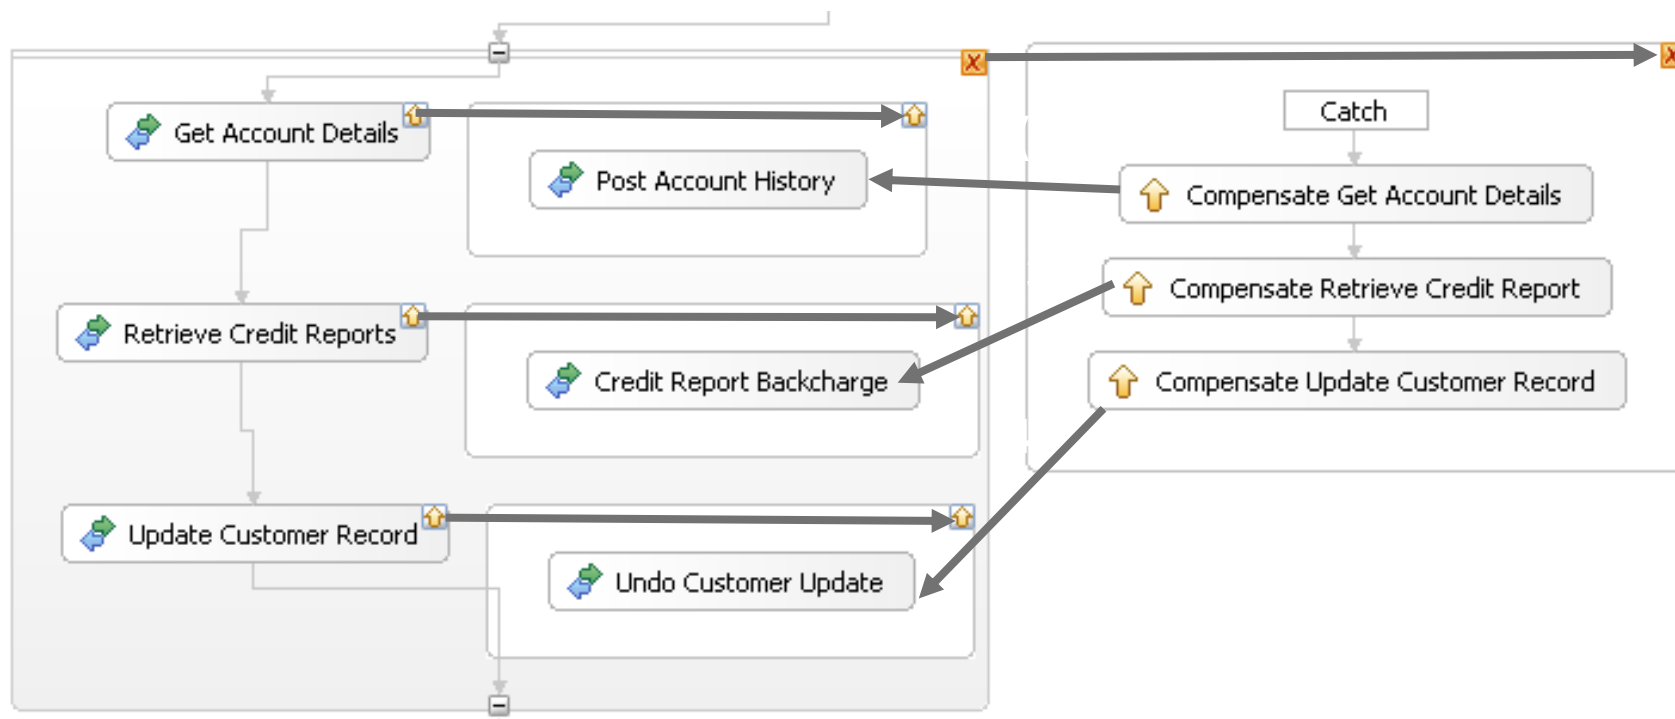 Get Account Details
Post Account History
Retrieve Credit Reports
Credit Report Backcharge
Update Customer Record
Undo Customer Update
Catch
Compensate Get Account Details
Compensate Retrieve Credit Report
Compensate Update Customer Record